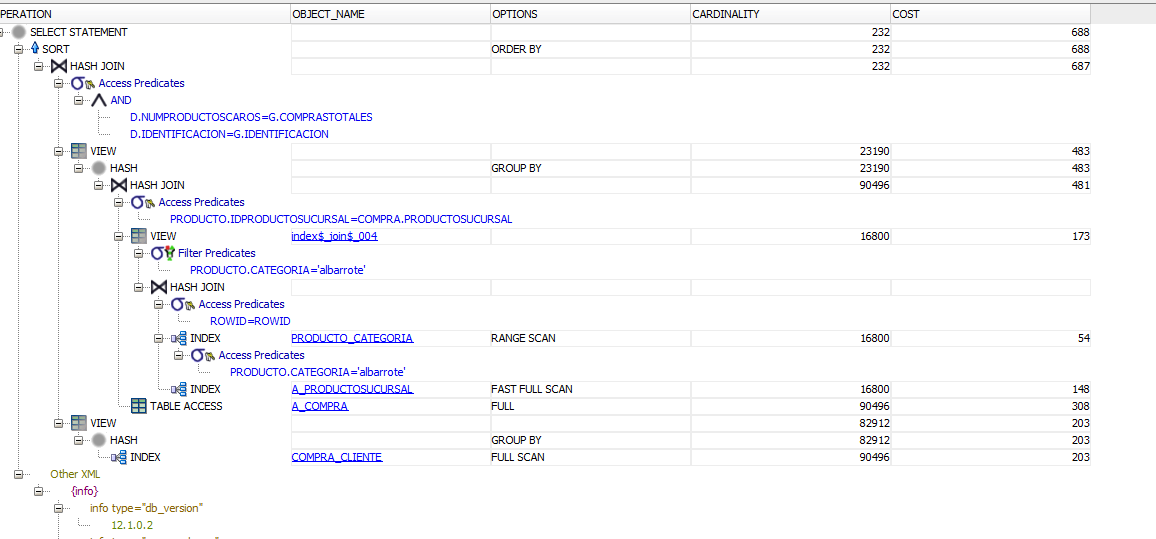 PERATION OBJECT_NAME OPTIONS CARDINALITY COST
SELECT STATEMENT 232 688
SORT ORDER BY 232 688
HASH JOIN 232 687
Access Predicates
AND
D.NUMPRODUCTOSCAROS=G.COMPRASTOTALES
D.IDENTIFICACION=G.IDENTIFICACION
VIEW 23190 483
HASH GROUP BY 23190 483
HASH JOIN 90496 481
Access Predicates
PRODUCTO.IDPRODUCTOSUCURSAL=COMPRA.PRODUCTOSUCURSAL
VIEW index$_join$_004 16800 173
Filter Predicates
PRODUCTO.CATEGORIA='albarrote'
HASH JOIN
Access Predicates
ROWID=ROWID
INDEX PRODUCTO_CATEGORIA RANGE SCAN 16800 54
Access Predicates
PRODUCTO.CATEGORIA='albarrote'
INDEX A_PRODUCTOSUCURSAL FAST FULL SCAN 16800 148
TABLE ACCESS A_COMPRA FULL 90496 308
VIEW 82912 203
HASH GROUP BY 82912 203
INDEX COMPRA_CLIENTE FULL SCAN 90496 203
Other XML
{info}
info type="db_version"
12.1.0.2